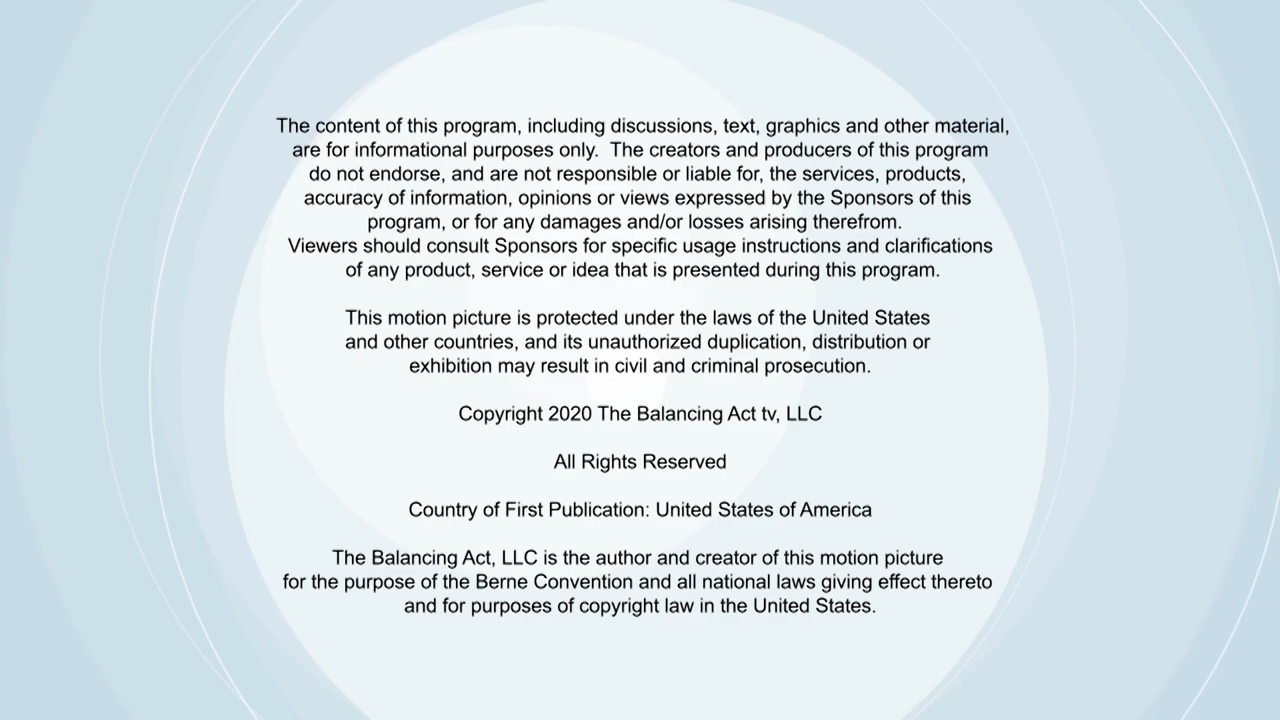 The content of this program, including discussions, text, graphics and other material,
are for informational purposes only.  The creators and producers of this program
do not endorse, and are not responsible or liable for, the services, products,
accuracy of information, opinions or views expressed by the Sponsors of this
program, or for any damages and/or losses arising therefrom.
Viewers should consult Sponsors for specific usage instructions and clarifications
of any product, service or idea that is presented during this program.
This motion picture is protected under the laws of the United States
and other countries, and its unauthorized duplication, distribution or
exhibition may result in civil and criminal prosecution.
Copyright 2020 The Balancing Act tv, LLC
All Rights Reserved
Country of First Publication: United States of America
The Balancing Act, LLC is the author and creator of this motion picture
for the purpose of the Berne Convention and all national laws giving effect thereto
and for purposes of copyright law in the United States.